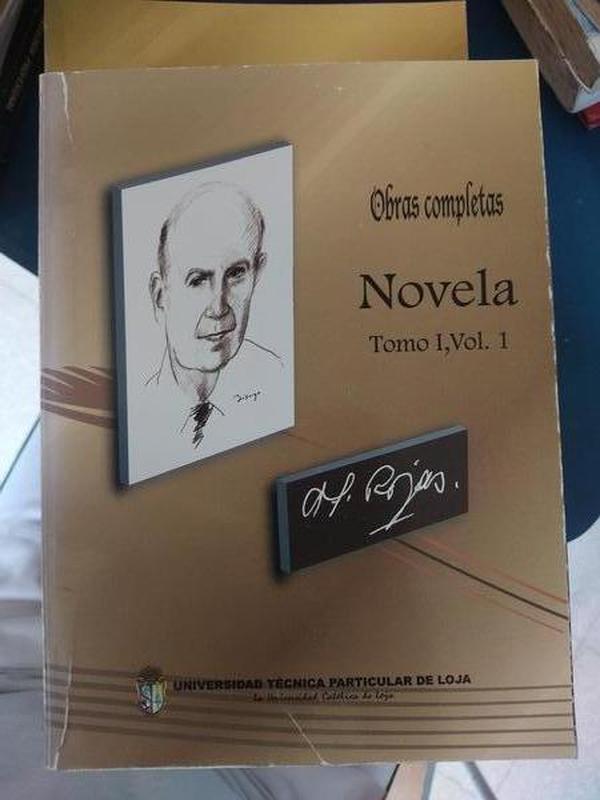 Obras completas
Novela
Tomo I, Vol. 1
A.F. Rojas.
UNIVERSIDAD TÉCNICA PARTICULAR DE LOJA
La Universidad Católica de Loja